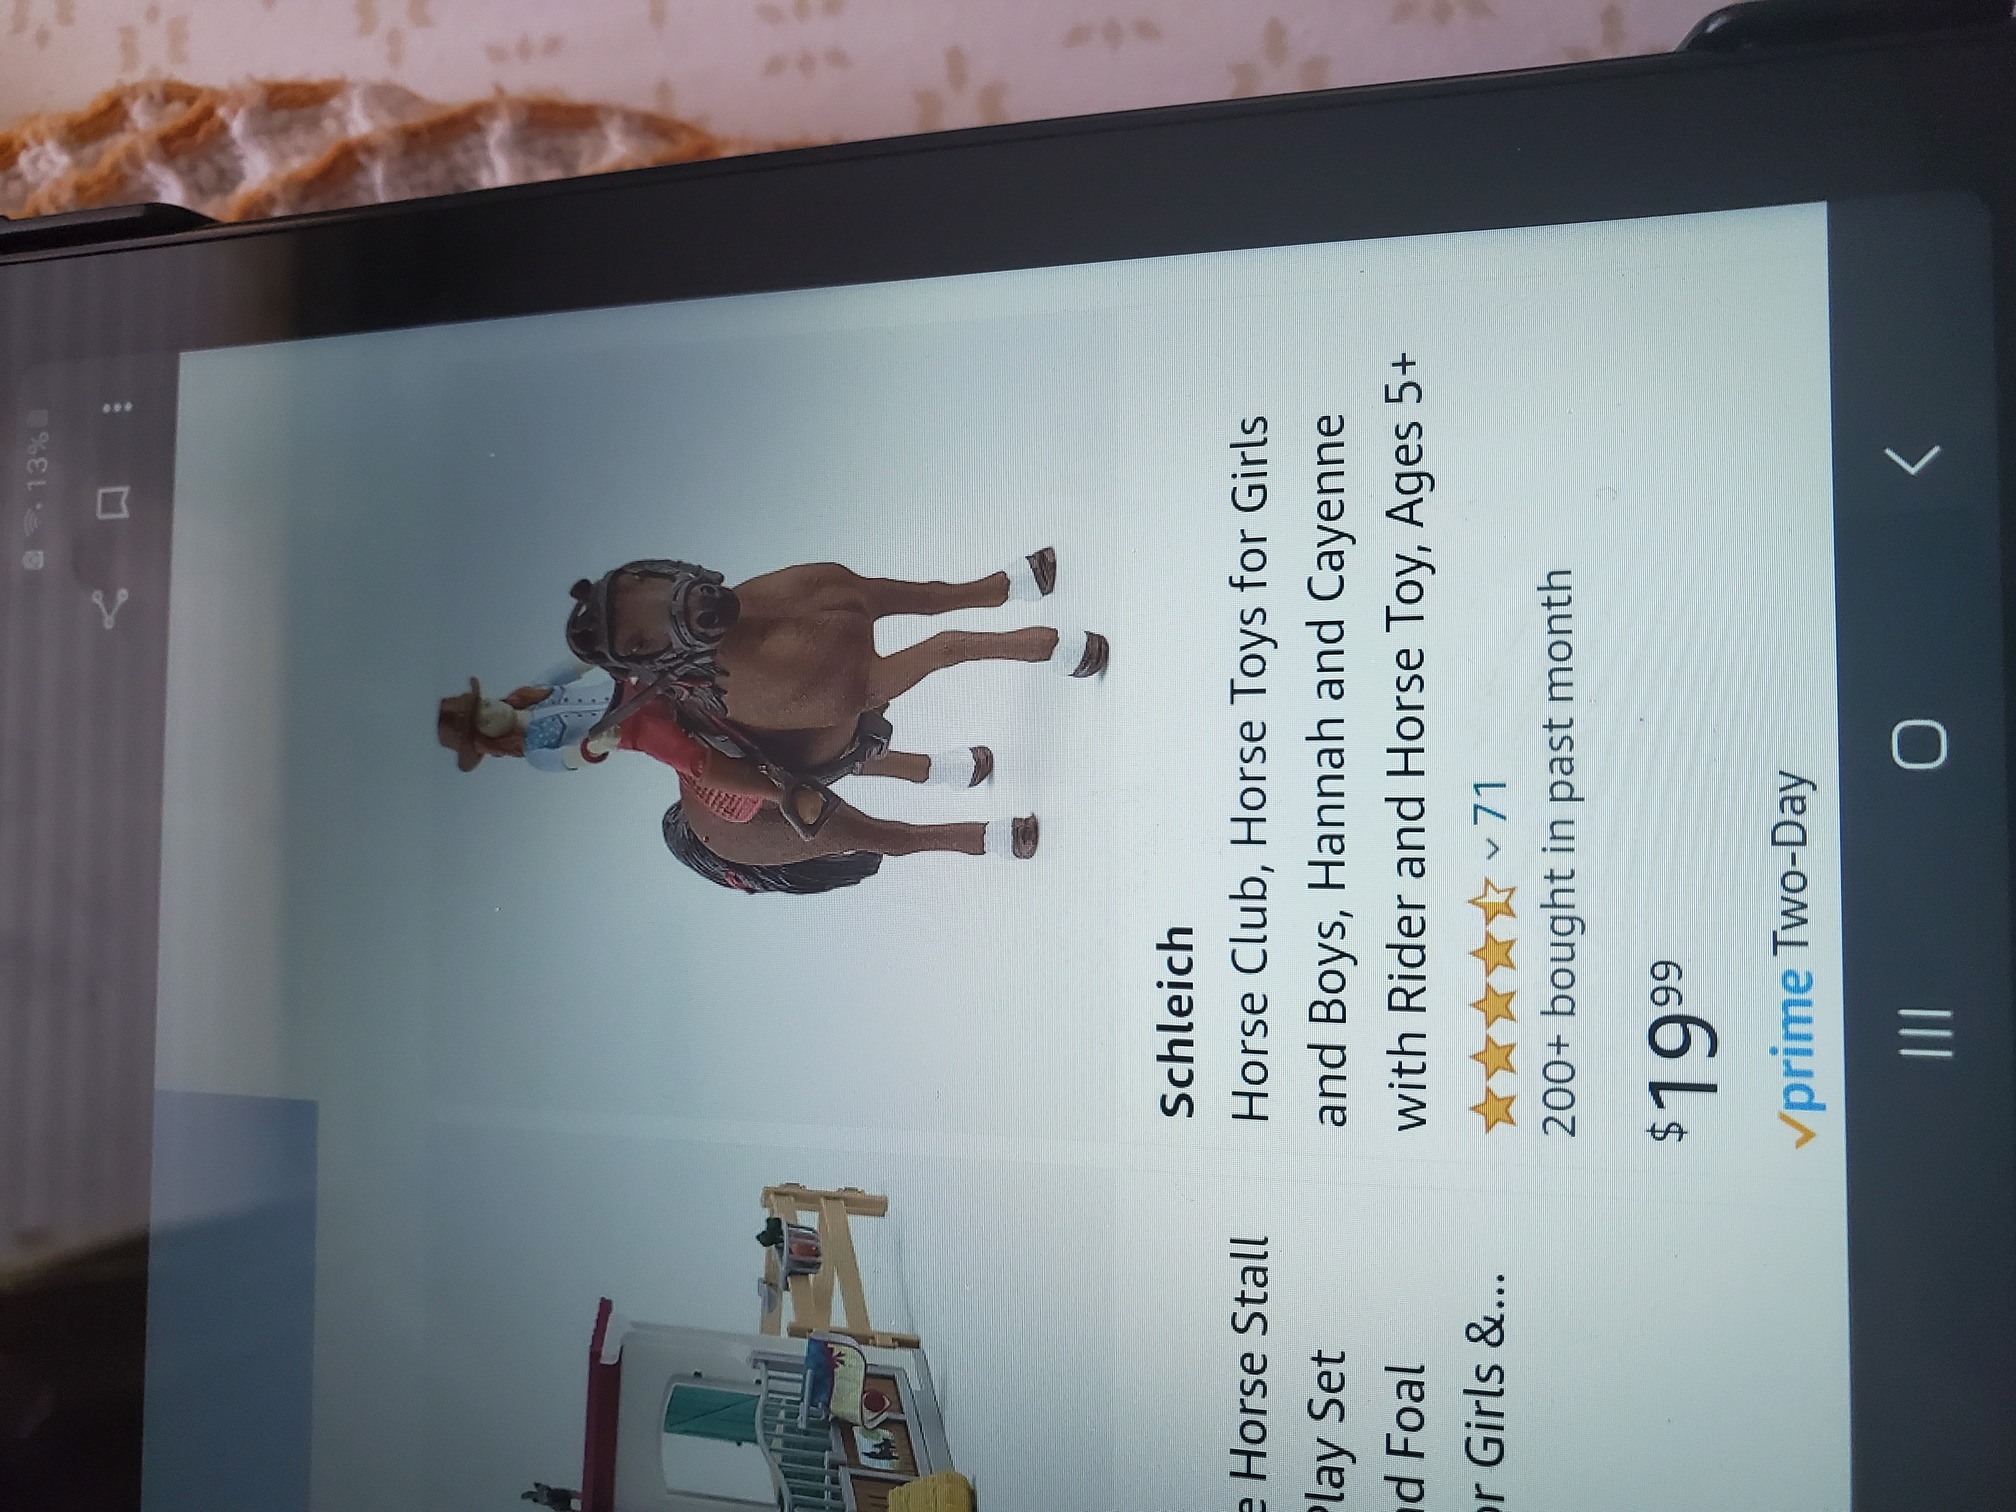 13%
e Horse Stall
Play Set
nd Foal
or Girls &...
Schleich
Horse Club, Horse Toys for Girls
and Boys, Hannah and Cayenne
with Rider and Horse Toy, Ages 5+
71
200+ bought in past month
$19.99
prime Two-Day